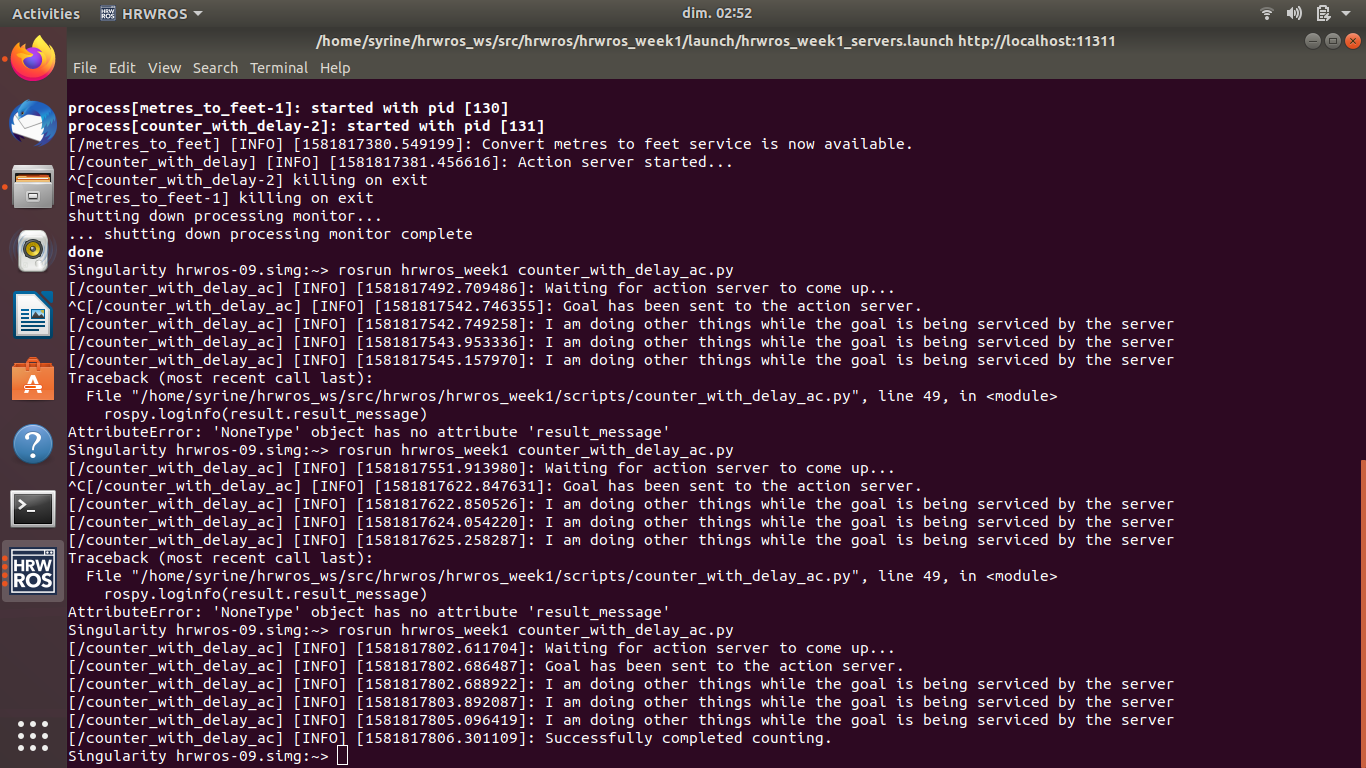 Activities HRWROS dim. 02:52
/home/syrine/hrwros_ws/src/hrwros/hrwros_week1/launch/hrwros_week1_servers.launch http://localhost:11311
File Edit View Search Terminal Help
process[metres_to_feet-1]: started with pid [130]
process[counter_with_delay-2]: started with pid [131]
[/metres_to_feet] [INFO] [1581817380.549199]: Convert metres to feet service is now available.
[/counter_with_delay] [INFO] [1581817381.456616]: Action server started...
^C[counter_with_delay-2] killing on exit
[metres_to_feet-1] killing on exit
shutting down processing monitor...
... shutting down processing monitor complete
done
Singularity hrwros-09.simg:~> rosrun hrwros_week1 counter_with_delay_ac.py
[/counter_with_delay_ac] [INFO] [1581817492.709486]: Waiting for action server to come up...
^C[/counter_with_delay_ac] [INFO] [1581817542.746355]: Goal has been sent to the action server.
[/counter_with_delay_ac] [INFO] [1581817542.749258]: I am doing other things while the goal is being serviced by the server
[/counter_with_delay_ac] [INFO] [1581817543.953336]: I am doing other things while the goal is being serviced by the server
[/counter_with_delay_ac] [INFO] [1581817545.157970]: I am doing other things while the goal is being serviced by the server
Traceback (most recent call last):
  File "/home/syrine/hrwros_ws/src/hrwros/hrwros_week1/scripts/counter_with_delay_ac.py", line 49, in <module>
    rospy.loginfo(result.result_message)
AttributeError: 'NoneType' object has no attribute 'result_message'
Singularity hrwros-09.simg:~> rosrun hrwros_week1 counter_with_delay_ac.py
[/counter_with_delay_ac] [INFO] [1581817551.913980]: Waiting for action server to come up...
^C[/counter_with_delay_ac] [INFO] [1581817622.847631]: Goal has been sent to the action server.
[/counter_with_delay_ac] [INFO] [1581817622.850526]: I am doing other things while the goal is being serviced by the server
[/counter_with_delay_ac] [INFO] [1581817624.054220]: I am doing other things while the goal is being serviced by the server
[/counter_with_delay_ac] [INFO] [1581817625.258287]: I am doing other things while the goal is being serviced by the server
Traceback (most recent call last):
  File "/home/syrine/hrwros_ws/src/hrwros/hrwros_week1/scripts/counter_with_delay_ac.py", line 49, in <module>
    rospy.loginfo(result.result_message)
AttributeError: 'NoneType' object has no attribute 'result_message'
Singularity hrwros-09.simg:~> rosrun hrwros_week1 counter_with_delay_ac.py
[/counter_with_delay_ac] [INFO] [1581817802.611704]: Waiting for action server to come up...
[/counter_with_delay_ac] [INFO] [1581817802.686487]: Goal has been sent to the action server.
[/counter_with_delay_ac] [INFO] [1581817802.688922]: I am doing other things while the goal is being serviced by the server
[/counter_with_delay_ac] [INFO] [1581817803.892087]: I am doing other things while the goal is being serviced by the server
[/counter_with_delay_ac] [INFO] [1581817805.096419]: I am doing other things while the goal is being serviced by the server
[/counter_with_delay_ac] [INFO] [1581817806.301109]: Successfully completed counting.
Singularity hrwros-09.simg:~>
HRW
ROS